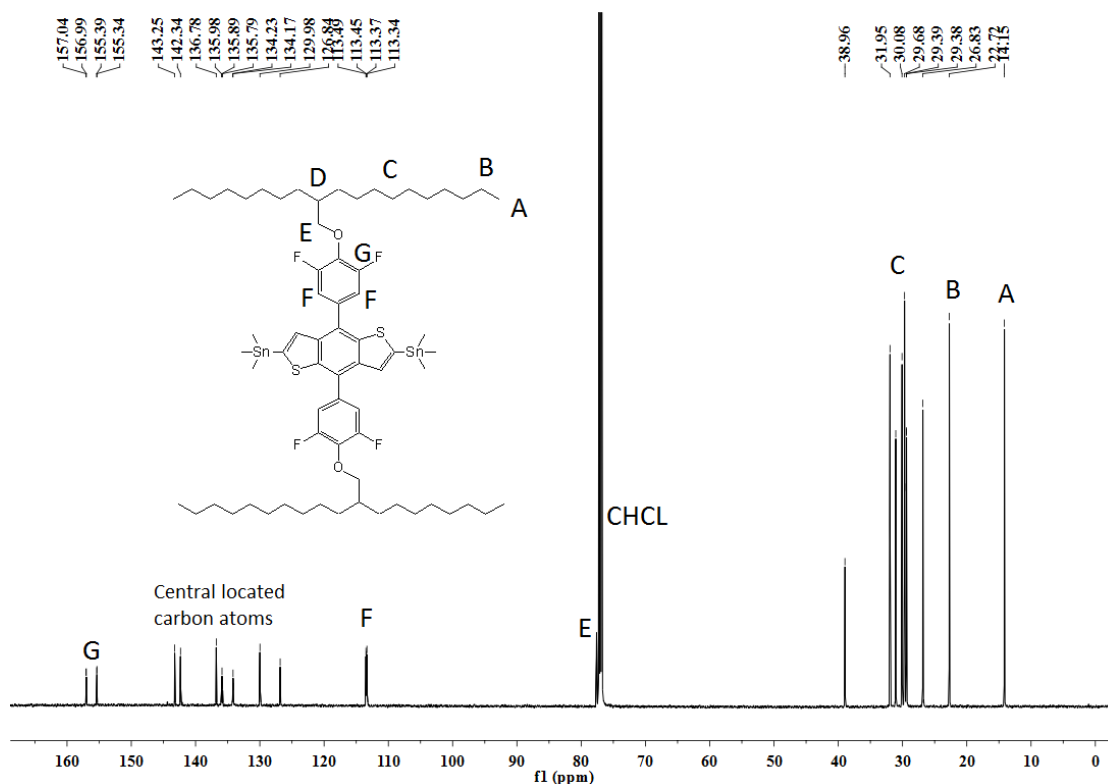 157.04 156.99 155.39 155.34 143.25 142.34 136.78 135.98 135.89 135.79 134.23 134.17 129.98 126.84 113.49 113.45 113.37 113.34 38.96 31.95 30.08 29.68 29.39 29.38 26.83 22.72 14.15
D C B
A
E
O
G
F F
F F
S
Sn Sn
S
F F
O
CHCL
C
B A
Central located
carbon atoms
G F E
160 150 140 130 120 110 100 90 80 70 60 50 40 30 20 10 0
f1 (ppm)